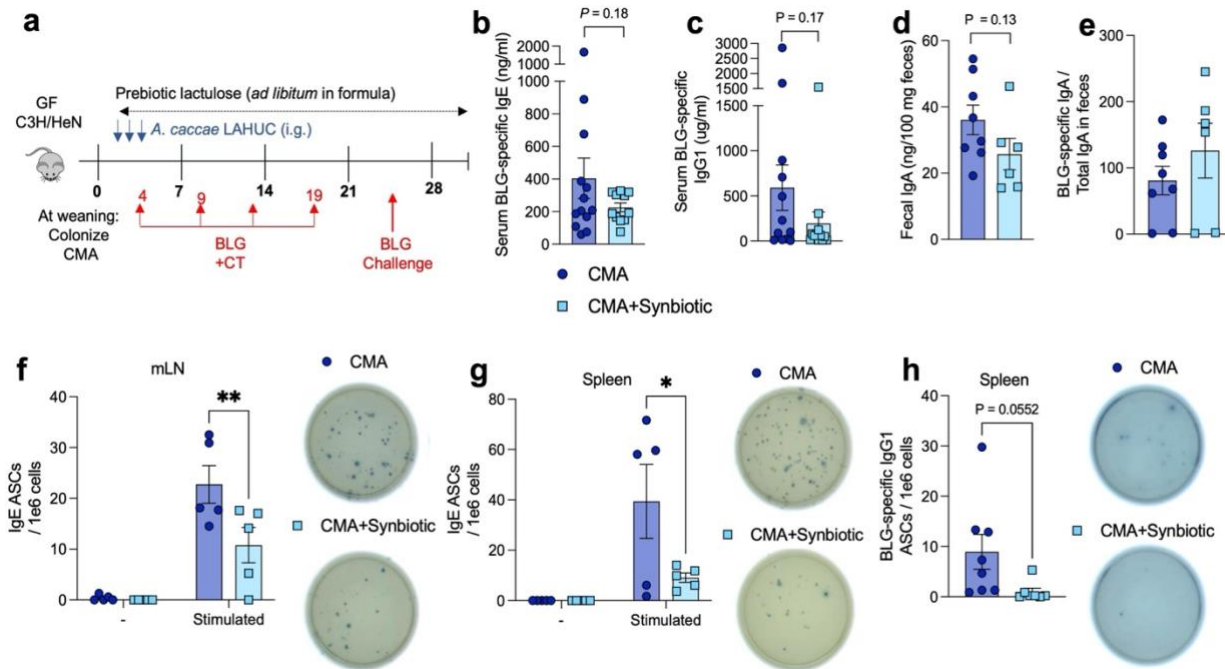 a
GF
C3H/HeN
Prebiotic lactulose (ad libitum in formula)
A. caccae LAHUC (i.g.)
0
7
14
21
28
4
9
19
At weaning:
Colonize
CMA
BLG
+CT
BLG
Challenge
b
P = 0.18
Serum BLG-specific IgE (ng/ml)
2000
1500
1000
1000
800
600
400
200
0
c
P = 0.17
Serum BLG-specific
IgG1 (ug/ml)
3000
2500
2000
1500
1500
1000
500
0
CMA
CMA+Synbiotic
d
P = 0.13
Fecal IgA (ng/100 mg feces)
60
40
20
0
e
BLG-specific IgA /
Total IgA in feces
300
200
100
0
f
mLN
**
IgE ASCs
/ 1e6 cells
40
30
20
10
0
-
Stimulated
CMA
CMA+Synbiotic
g
Spleen
*
IgE ASCs
/ 1e6 cells
80
60
40
20
0
-
Stimulated
CMA
CMA+Synbiotic
h
Spleen
P = 0.0552
BLG-specific IgG1
ASCs / 1e6 cells
40
30
20
10
0
CMA
CMA+Synbiotic